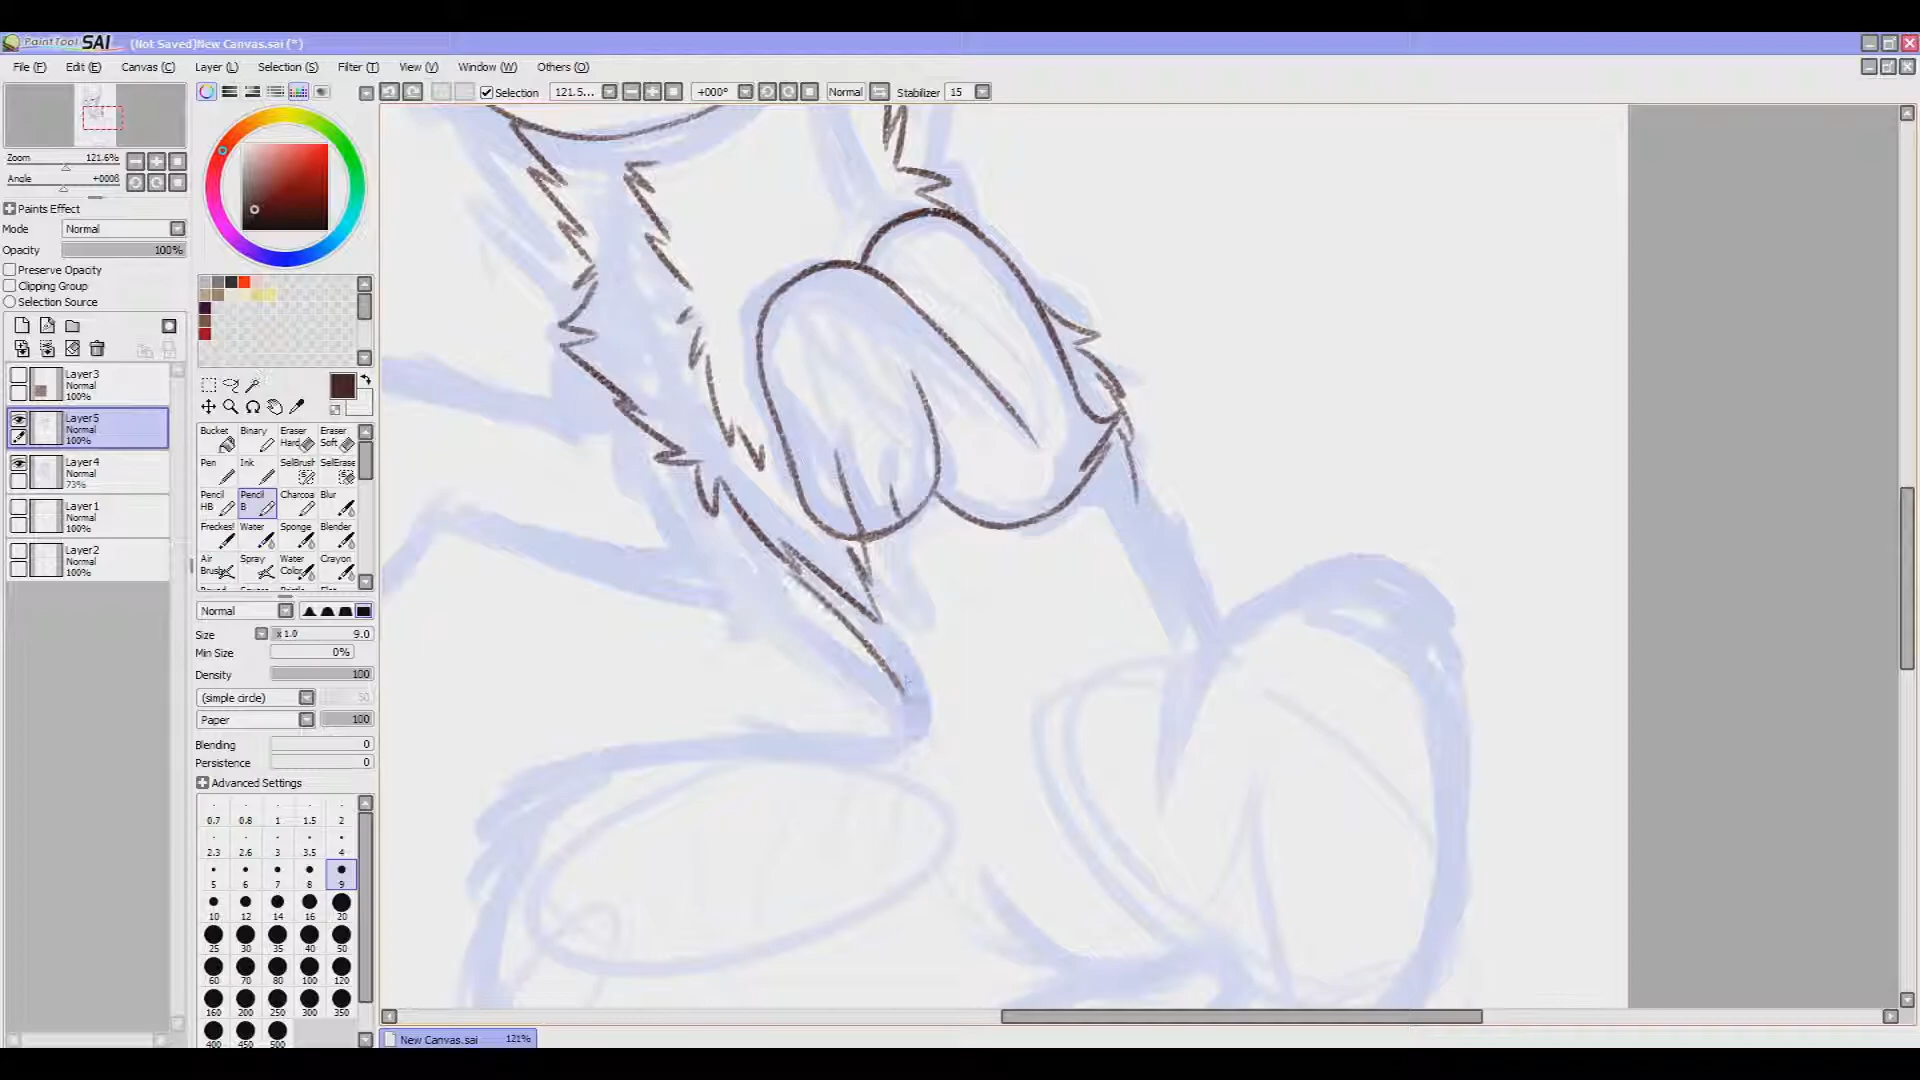 PaintTool SAI (Not Saved)New Canvas.sai (*)
File (F) Edit (E) Canvas (C) Layer (L) Selection (S) Filter (T) View (V) Window (W) Others (O)
Selection 121.5... +000° Normal Stabilizer 15
Zoom 121.6%
Angle
Paints Effect
Mode Normal
Opacity 100%
Preserve Opacity
Clipping Group
Selection Source
Layer3
Normal
100%
Layer5
Normal
100%
Layer4
Normal
73%
Layer1
Normal
100%
Layer2
Normal
100%
Bucket Binary Eraser Hard Eraser Soft
Pen Ink SelBrush SelErase
Pencil HB Pencil B Charcoa Blur
Freckes! Water Sponge Blender
Air Brush Spray Water Color Crayon
Normal
Size x 1.0 9.0
Min Size 0%
Density 100
(simple circle) 50
Paper 100
Blending 0
Persistence 0
Advanced Settings
0.7 0.8 1 1.5 2
2.3 2.6 3 3.5 4
5 6 7 8 9
10 12 14 16 20
25 30 35 40 50
60 70 80 100 120
160 200 250 300 350
400 450 500
New Canvas.sai 121%